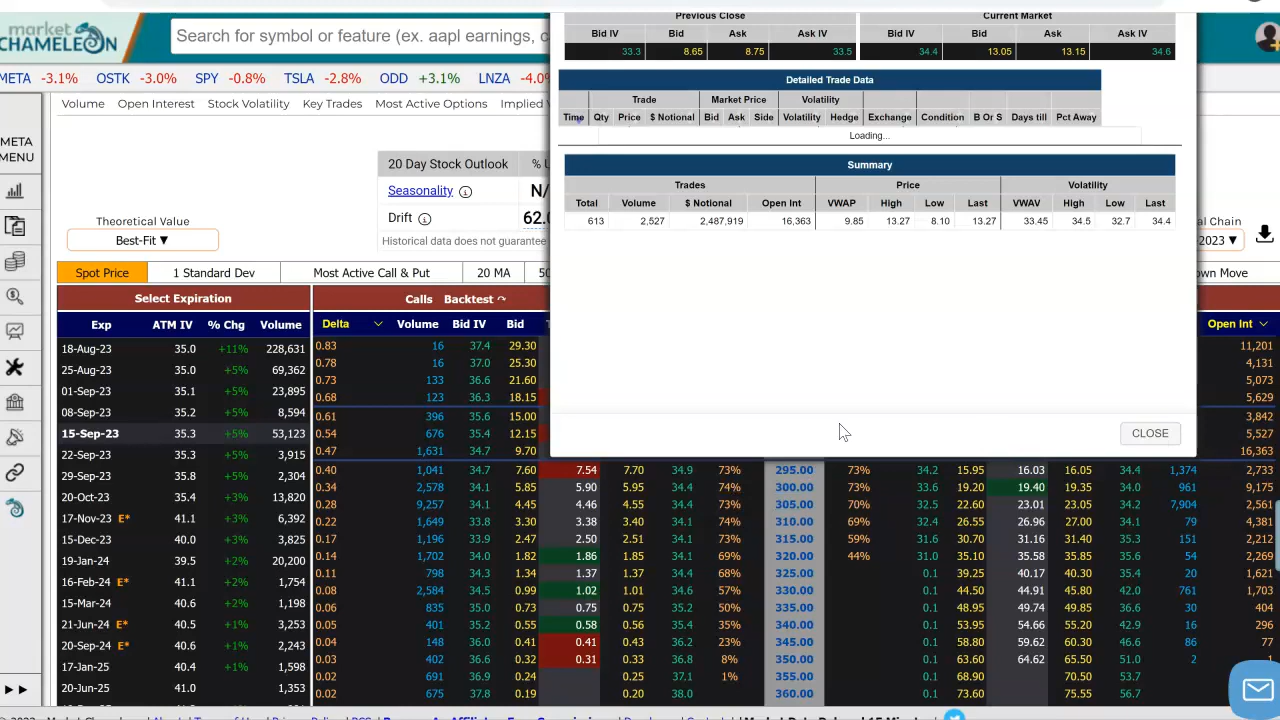 market CHAMELEON
Search for symbol or feature (ex. aapl earnings, c
META -3.1% OSTK -3.0% SPY -0.8% TSLA -2.8% ODD +3.1% LNZA -4.0
Volume Open Interest Stock Volatility Key Trades Most Active Options Implied V
META
MENU
20 Day Stock Outlook % U
Seasonality N/
Drift 62.
Historical data does not guarantee
Theoretical Value
Best-Fit ▼
al Chain
-2023 ▼
Spot Price 1 Standard Dev Most Active Call & Put 20 MA 50 own Move
Previous Close Current Market
Bid IV Bid Ask Ask IV Bid IV Bid Ask Ask IV
33.3 8.65 8.75 33.5 34.4 13.05 13.15 34.6
Detailed Trade Data
Trade Market Price Volatility
Time Qty Price $ Notional Bid Ask Side Volatility Hedge Exchange Condition B Or S Days till Pct Away
Loading...
Summary
Trades Price Volatility
Total Volume $ Notional Open Int VWAP High Low Last VWAV High Low Last
613 2,527 2,487,919 16,363 9.85 13.27 8.10 13.27 33.45 34.5 32.7 34.4
CLOSE
Select Expiration
Exp ATM IV % Chg Volume
18-Aug-23 35.0 +11% 228,631
25-Aug-23 35.0 +5% 69,362
01-Sep-23 35.1 +5% 23,895
08-Sep-23 35.2 +5% 8,594
15-Sep-23 35.3 +5% 53,123
22-Sep-23 35.3 +5% 3,915
29-Sep-23 35.8 +5% 2,304
20-Oct-23 35.4 +3% 13,820
17-Nov-23 E* 41.1 +3% 6,392
15-Dec-23 40.0 +3% 3,825
19-Jan-24 39.5 +2% 20,200
16-Feb-24 E* 41.1 +2% 1,754
15-Mar-24 40.6 +2% 1,198
21-Jun-24 E* 40.5 +1% 3,253
20-Sep-24 E* 40.6 +1% 2,243
17-Jan-25 40.4 +1% 1,598
20-Jun-25 41.0 1,353
Calls Backtest
Delta Volume Bid IV Bid Open Int
0.83 16 37.4 29.30 11,201
0.78 16 37.0 25.30 4,131
0.73 133 36.6 21.60 5,073
0.68 123 36.3 18.15 5,629
0.61 396 35.6 15.00 3,842
0.54 676 35.4 12.15 5,527
0.47 1,631 34.7 9.70 16,363
0.40 1,041 34.7 7.60 7.54 7.70 34.9 73% 295.00 73% 34.2 15.95 16.03 16.05 34.4 1,374 2,733
0.34 2,578 34.1 5.85 5.90 5.95 34.4 74% 300.00 73% 33.6 19.20 19.40 19.35 34.0 961 9,175
0.28 9,257 34.1 4.45 4.46 4.55 34.4 73% 305.00 70% 32.5 22.60 23.01 23.05 34.2 7,904 2,561
0.22 1,649 33.8 3.30 3.38 3.40 34.1 74% 310.00 69% 32.4 26.55 26.96 27.00 34.1 79 4,381
0.17 1,196 33.9 2.47 2.50 2.51 34.1 73% 315.00 59% 31.6 30.70 31.16 31.40 35.3 151 2,212
0.14 1,702 34.0 1.82 1.86 1.85 34.1 69% 320.00 44% 31.0 35.10 35.58 35.85 35.6 54 2,269
0.11 798 34.3 1.34 1.37 1.37 34.4 68% 325.00 0.1 39.25 40.17 40.30 35.4 20 1,621
0.08 2,584 34.5 0.99 1.02 1.01 34.6 57% 330.00 0.1 44.50 44.91 45.80 42.0 761 1,703
0.06 835 35.0 0.73 0.75 0.75 35.2 50% 335.00 0.1 48.95 49.74 49.85 36.6 30 404
0.05 401 35.2 0.55 0.58 0.56 35.4 35% 340.00 0.1 53.95 54.66 55.20 42.9 16 296
0.04 148 36.0 0.41 0.41 0.43 36.2 23% 345.00 0.1 58.80 59.62 60.30 46.6 86 77
0.03 402 36.6 0.32 0.31 0.33 36.8 8% 350.00 0.1 63.60 64.62 65.50 51.0 2 1
0.02 691 36.9 0.24 0.25 37.1 1% 355.00 0.1 68.90 70.30 53.4
0.02 675 37.8 0.19 0.20 38.0 360.00 0.1 73.60 75.55 56.7